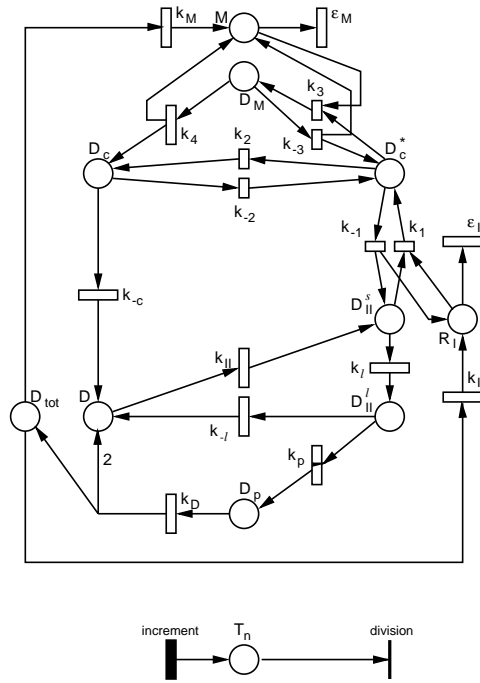 k_M M ε_M
k_3
D_M
k_4 k_-3
D_c k_2 D_c^*
k_-2
k_-1 k_1 ε_I
k_-c
D_II^s R_I
k_II k_l k_I
D_tot D D_II^l
k_-l
2 k_p
k_D D_p
increment T_n division